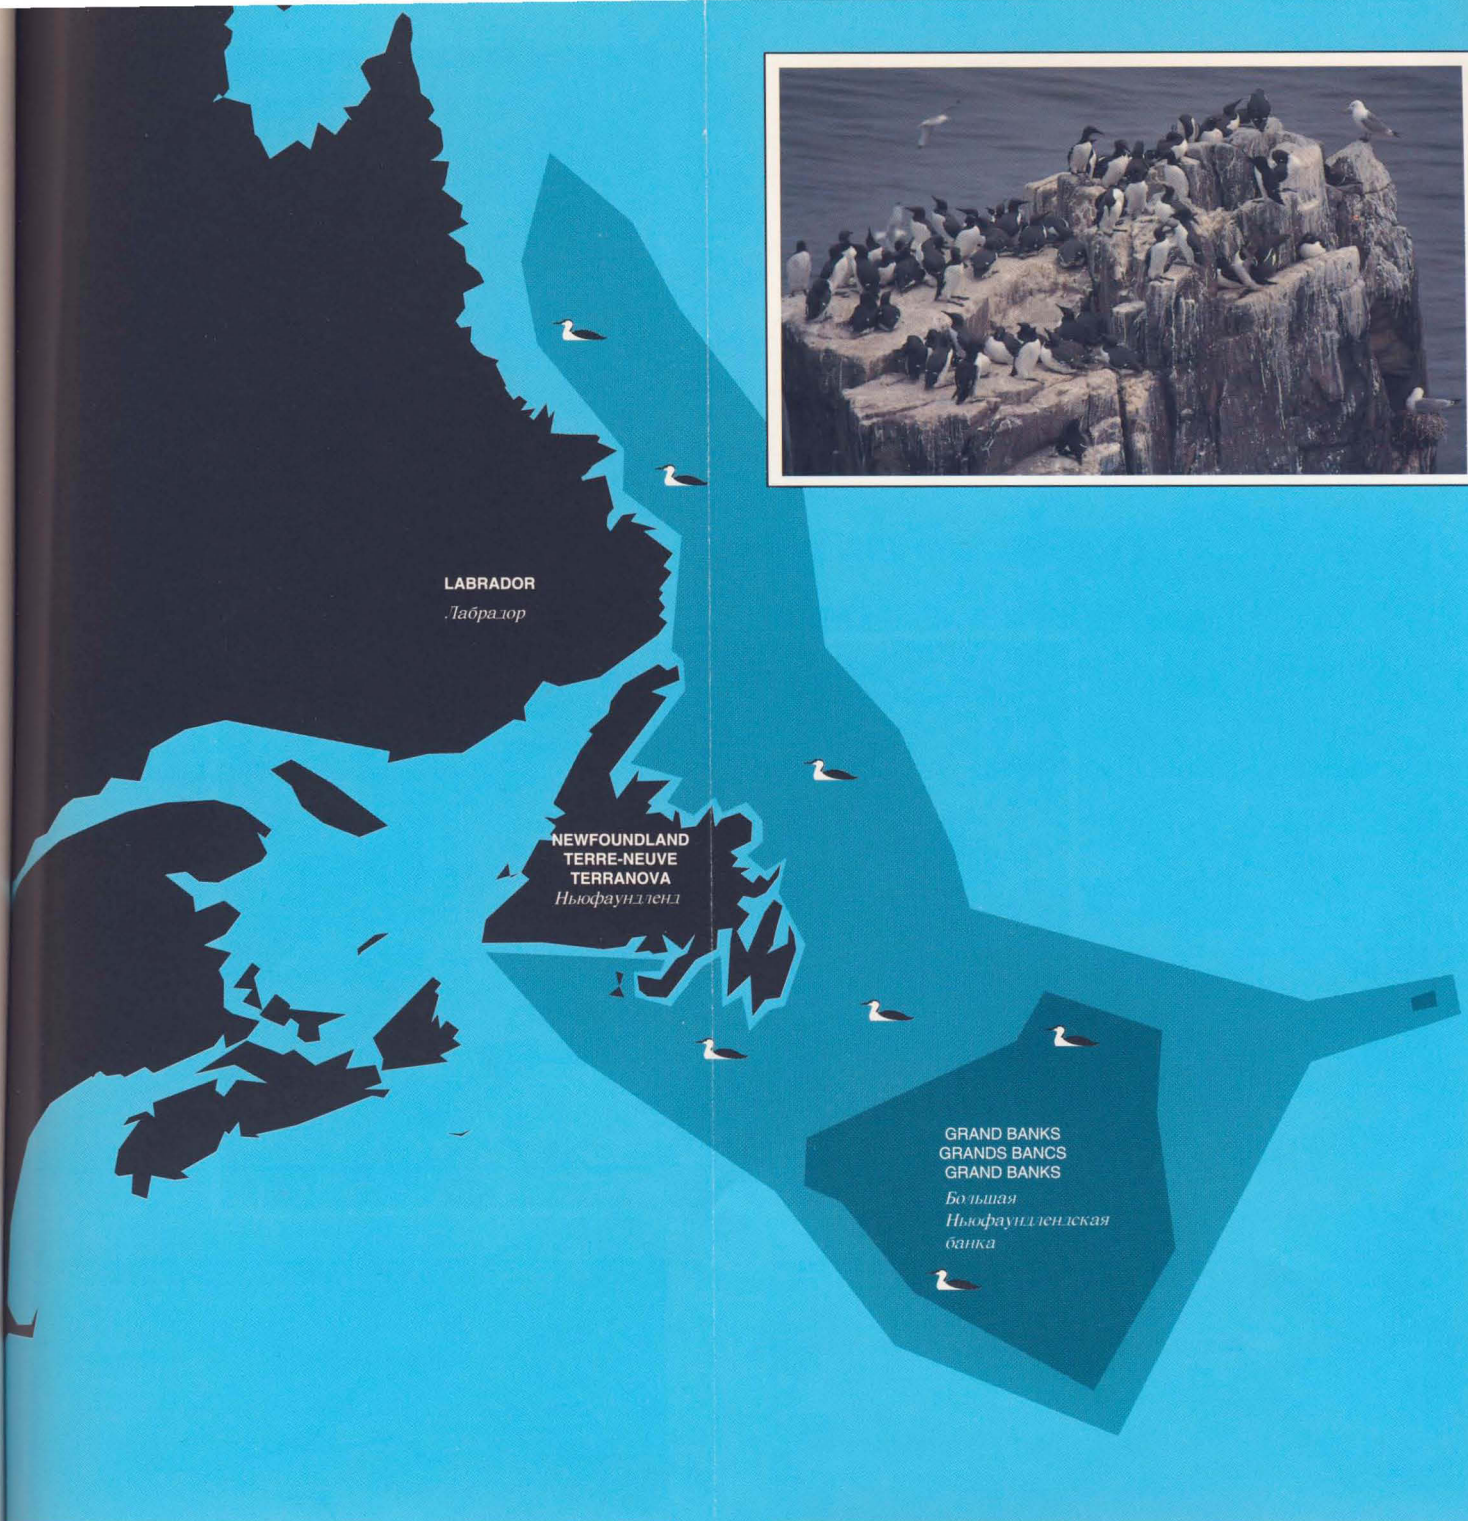 LABRADOR
Лабрадор
NEWFOUNDLAND
TERRE-NEUVE
TERRANOVA
Ньюфаундленд
GRAND BANKS
GRANDS BANCS
GRAND BANKS
Большая
Ньюфаундлендская
банка